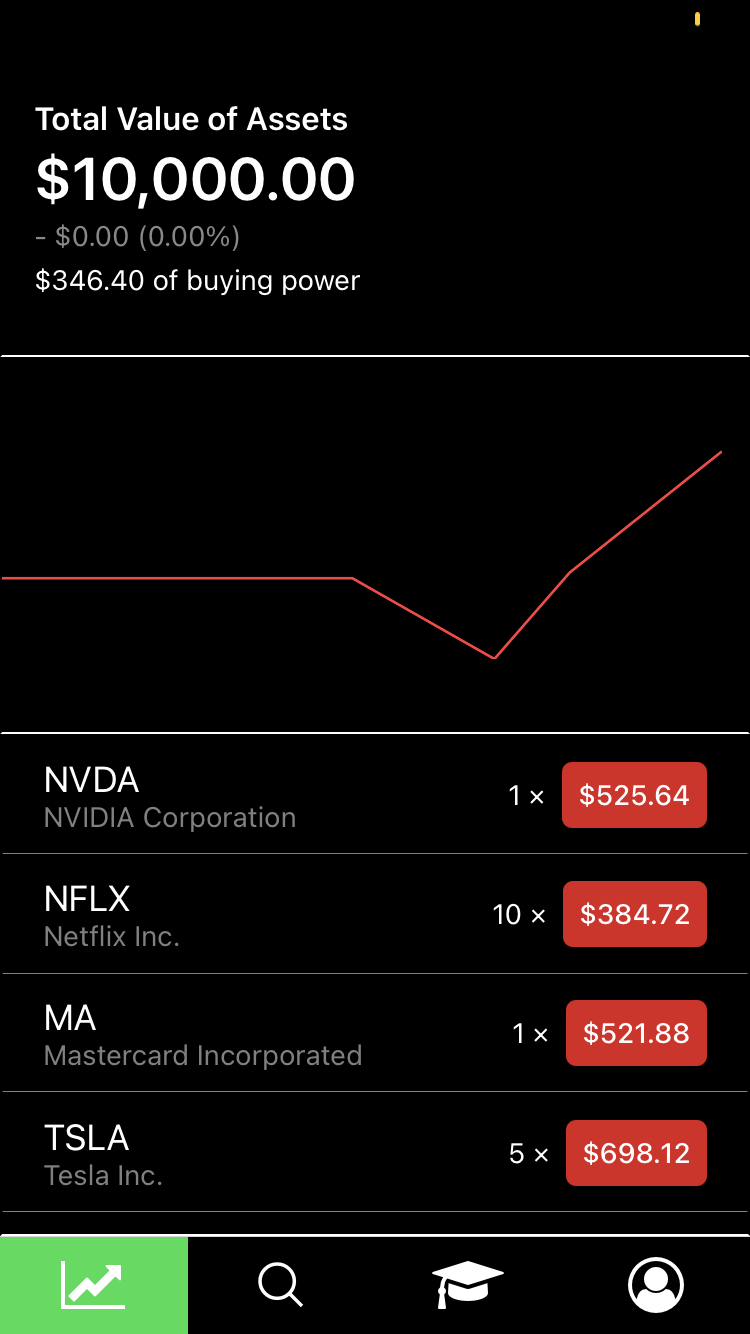 Total Value of Assets
$10,000.00
- $0.00 (0.00%)
$346.40 of buying power
NVDA
NVIDIA Corporation
1 × $525.64
NFLX
Netflix Inc.
10 × $384.72
MA
Mastercard Incorporated
1 × $521.88
TSLA
Tesla Inc.
5 × $698.12